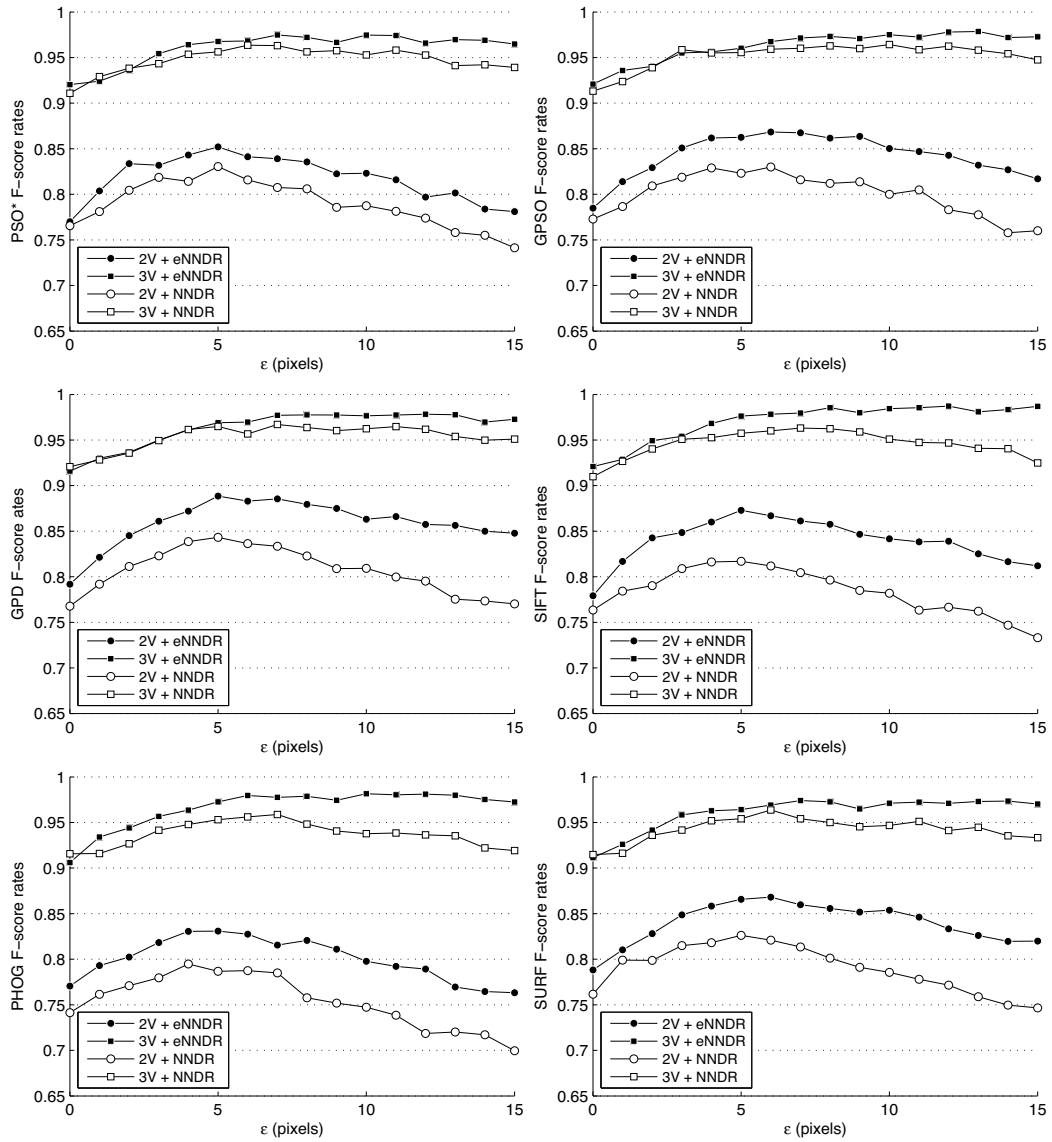 1
0.95
0.9
0.85
0.8
0.75
0.7
0.65
PSO* F−score rates
2V + eNNDR
3V + eNNDR
2V + NNDR
3V + NNDR
0 5 10 15
ε (pixels)
1
0.95
0.9
0.85
0.8
0.75
0.7
0.65
GPSO F−score rates
2V + eNNDR
3V + eNNDR
2V + NNDR
3V + NNDR
0 5 10 15
ε (pixels)
1
0.95
0.9
0.85
0.8
0.75
0.7
0.65
GPD F−score ates
2V + eNNDR
3V + eNNDR
2V + NNDR
3V + NNDR
0 5 10 15
ε (pixels)
1
0.95
0.9
0.85
0.8
0.75
0.7
0.65
SIFT F−score rates
2V + eNNDR
3V + eNNDR
2V + NNDR
3V + NNDR
0 5 10 15
ε (pixels)
1
0.95
0.9
0.85
0.8
0.75
0.7
0.65
PHOG F−score rates
2V + eNNDR
3V + eNNDR
2V + NNDR
3V + NNDR
0 5 10 15
ε (pixels)
1
0.95
0.9
0.85
0.8
0.75
0.7
0.65
SURF F−score rates
2V + eNNDR
3V + eNNDR
2V + NNDR
3V + NNDR
0 5 10 15
ε (pixels)